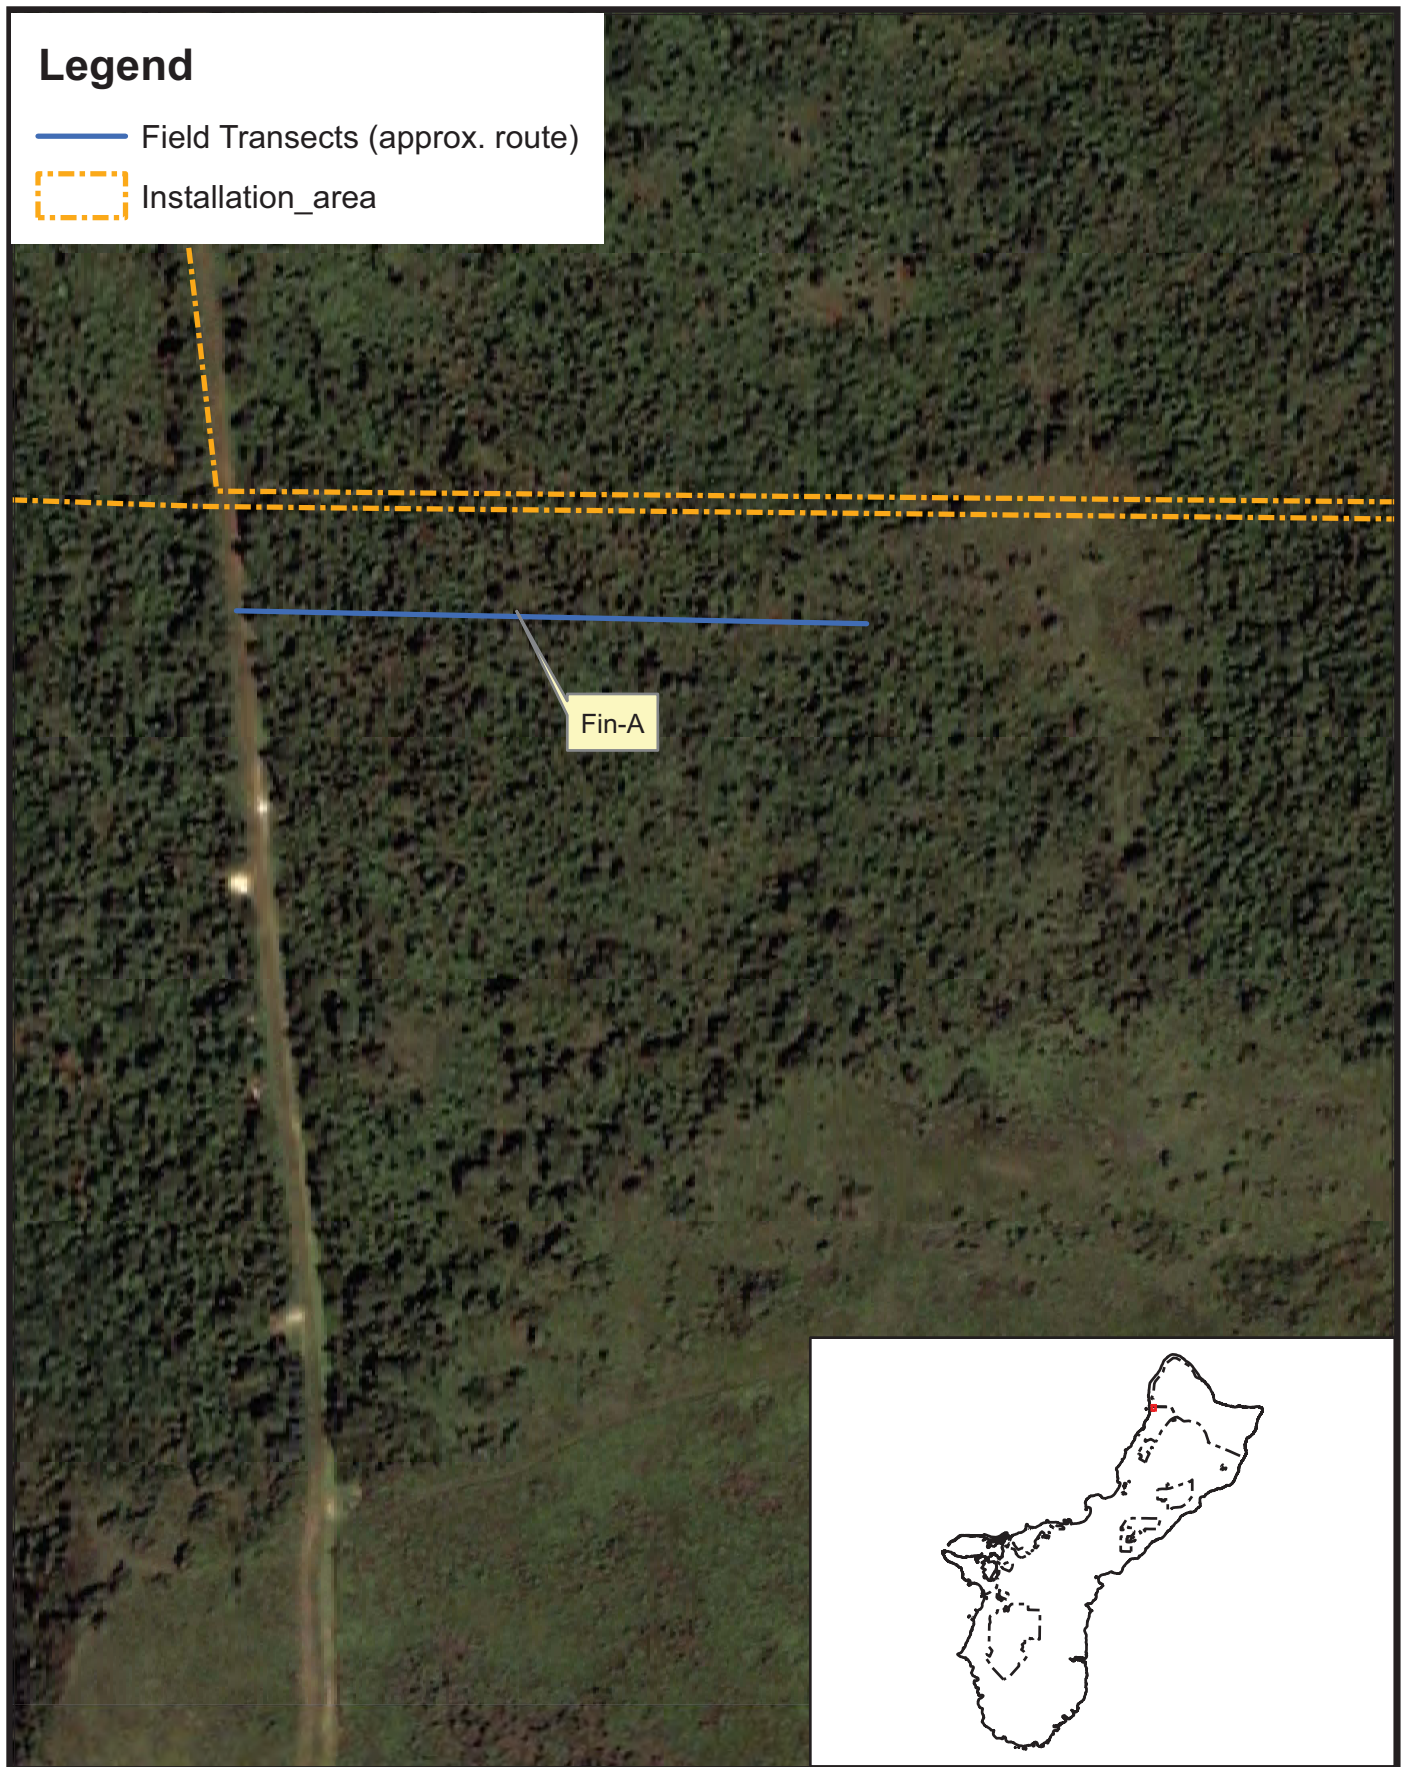 Legend
Field Transects (approx. route)
Installation_area
Fin-A